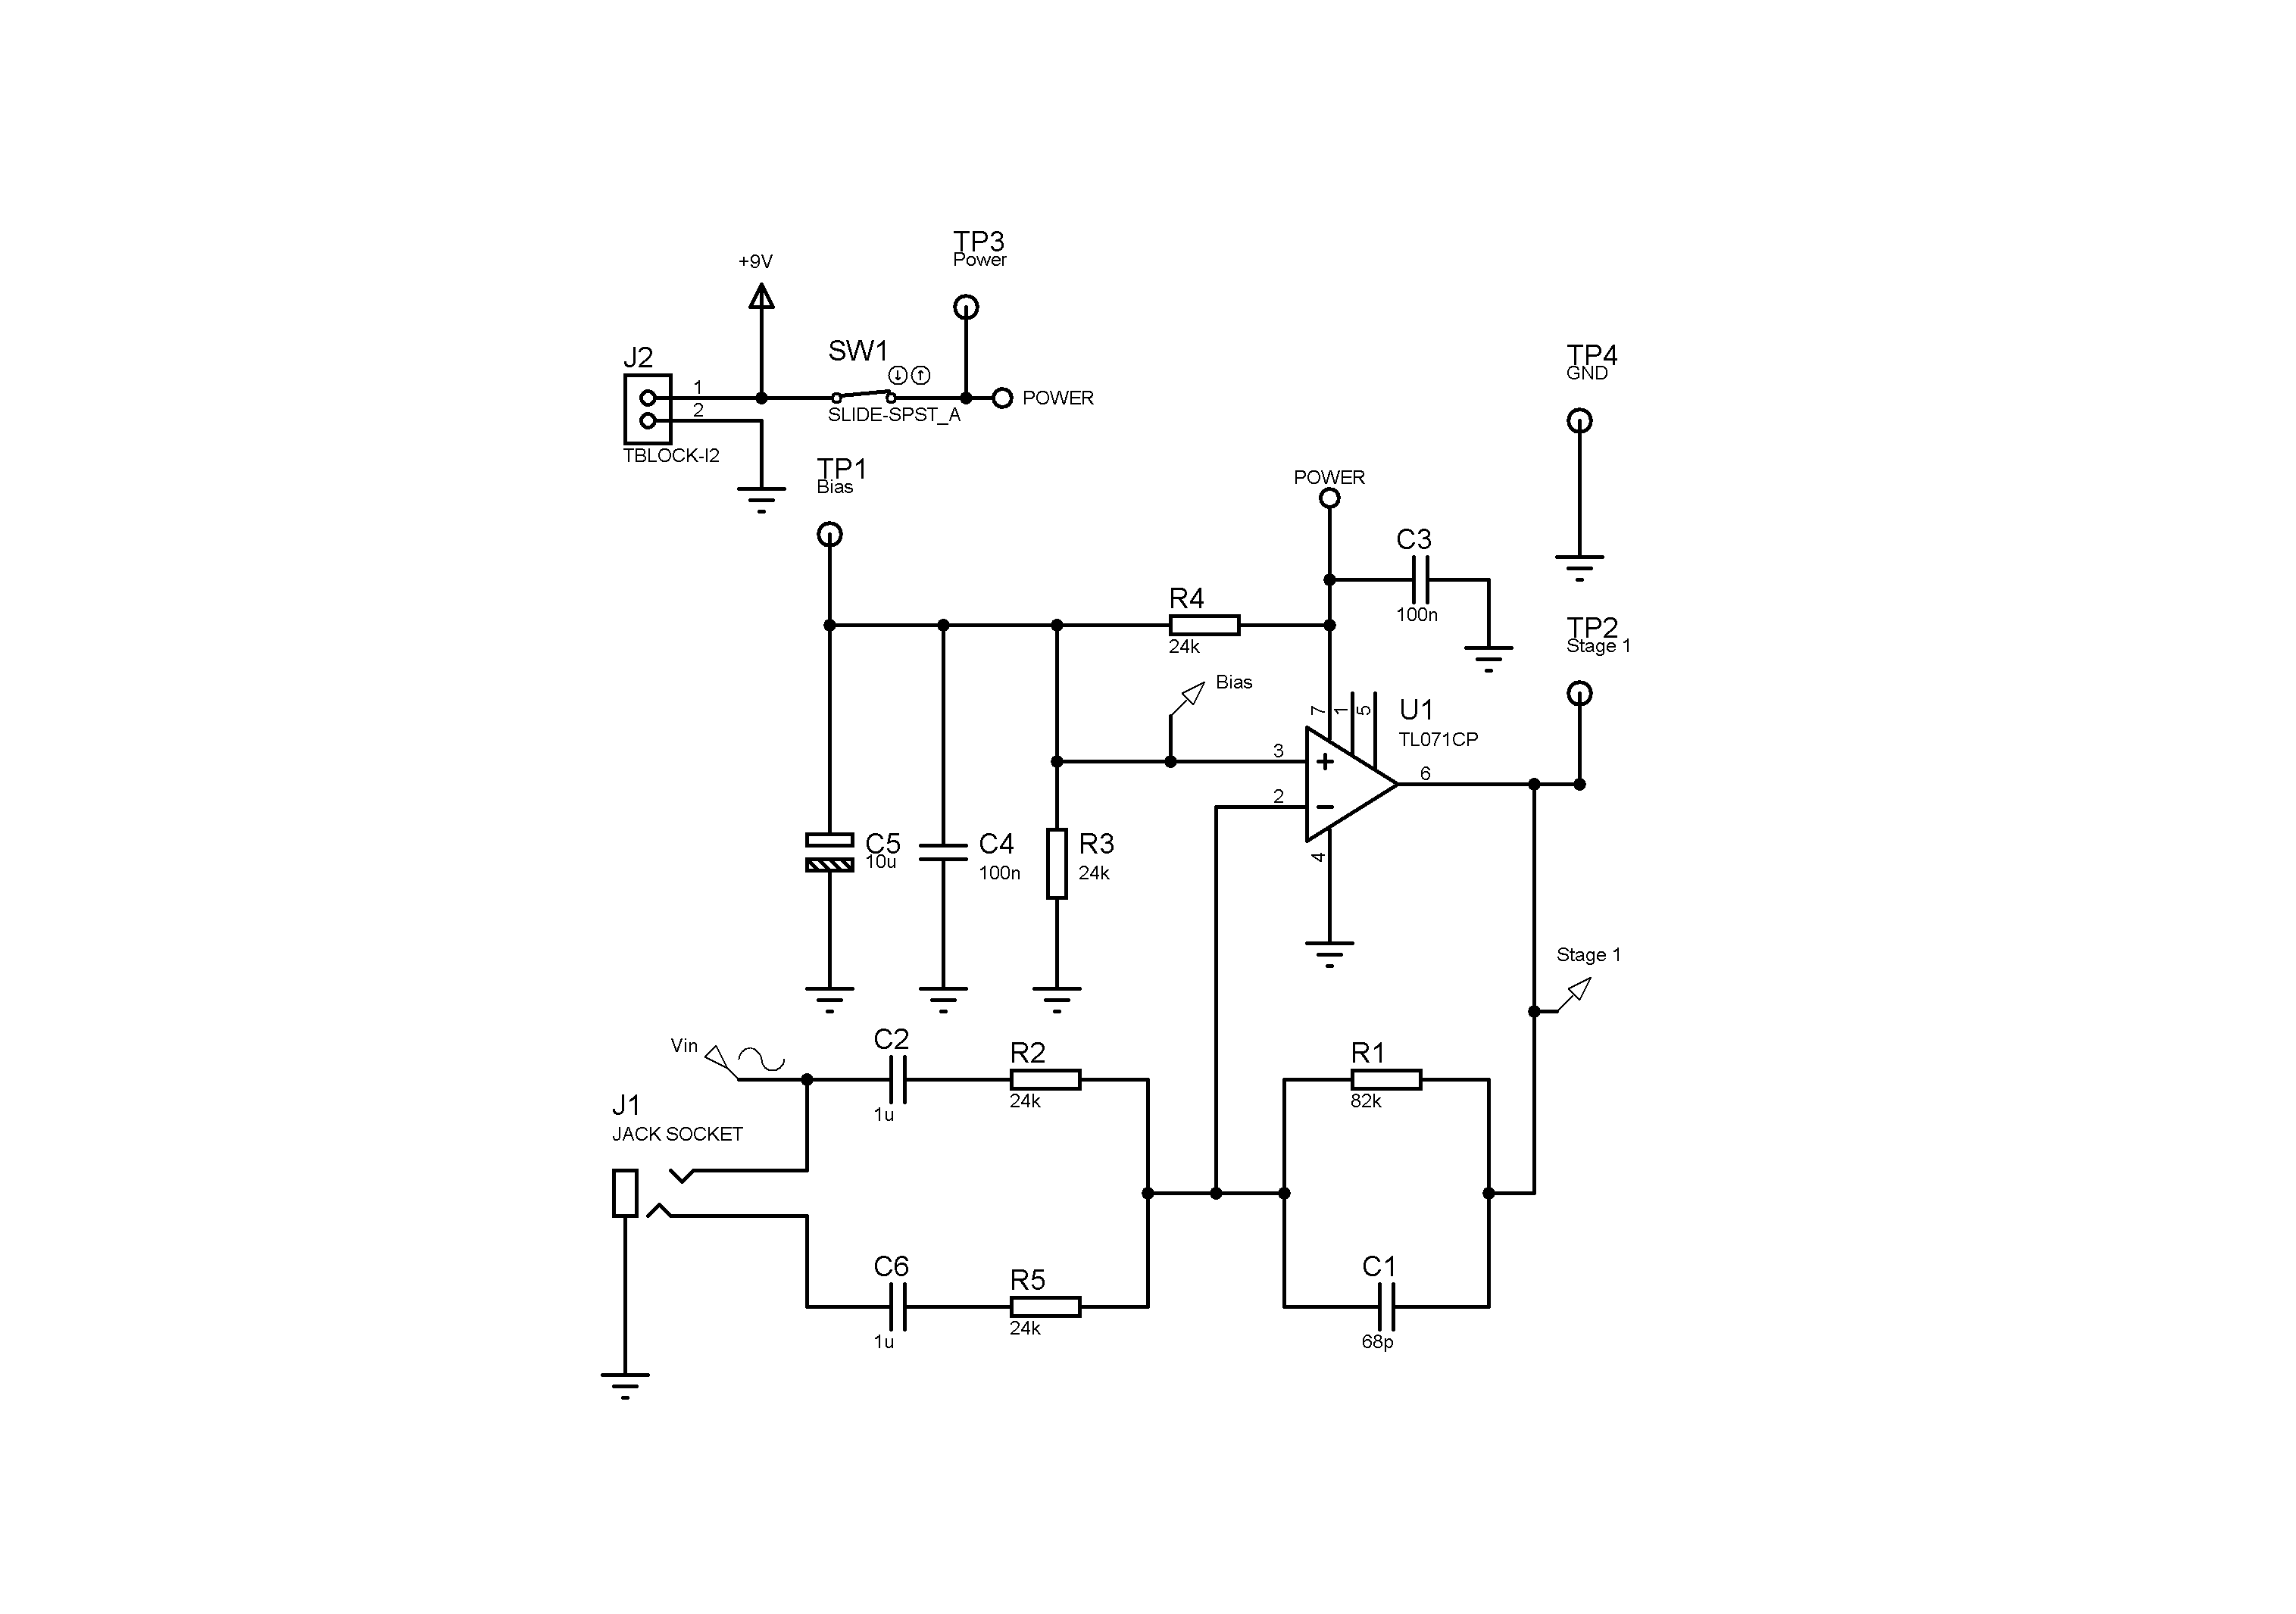 TP3
Power
+9V
J2
SW1
1
2
SLIDE-SPST_A
POWER
TBLOCK-I2
TP4
GND
TP1
Bias
POWER
C3
100n
R4
24k
TP2
Stage 1
Bias
7
1
5
U1
TL071CP
3
+
2
−
6
4
C5
10u
C4
100n
R3
24k
Stage 1
Vin
C2
1u
R2
24k
R1
82k
J1
JACK SOCKET
C6
1u
R5
24k
C1
68p